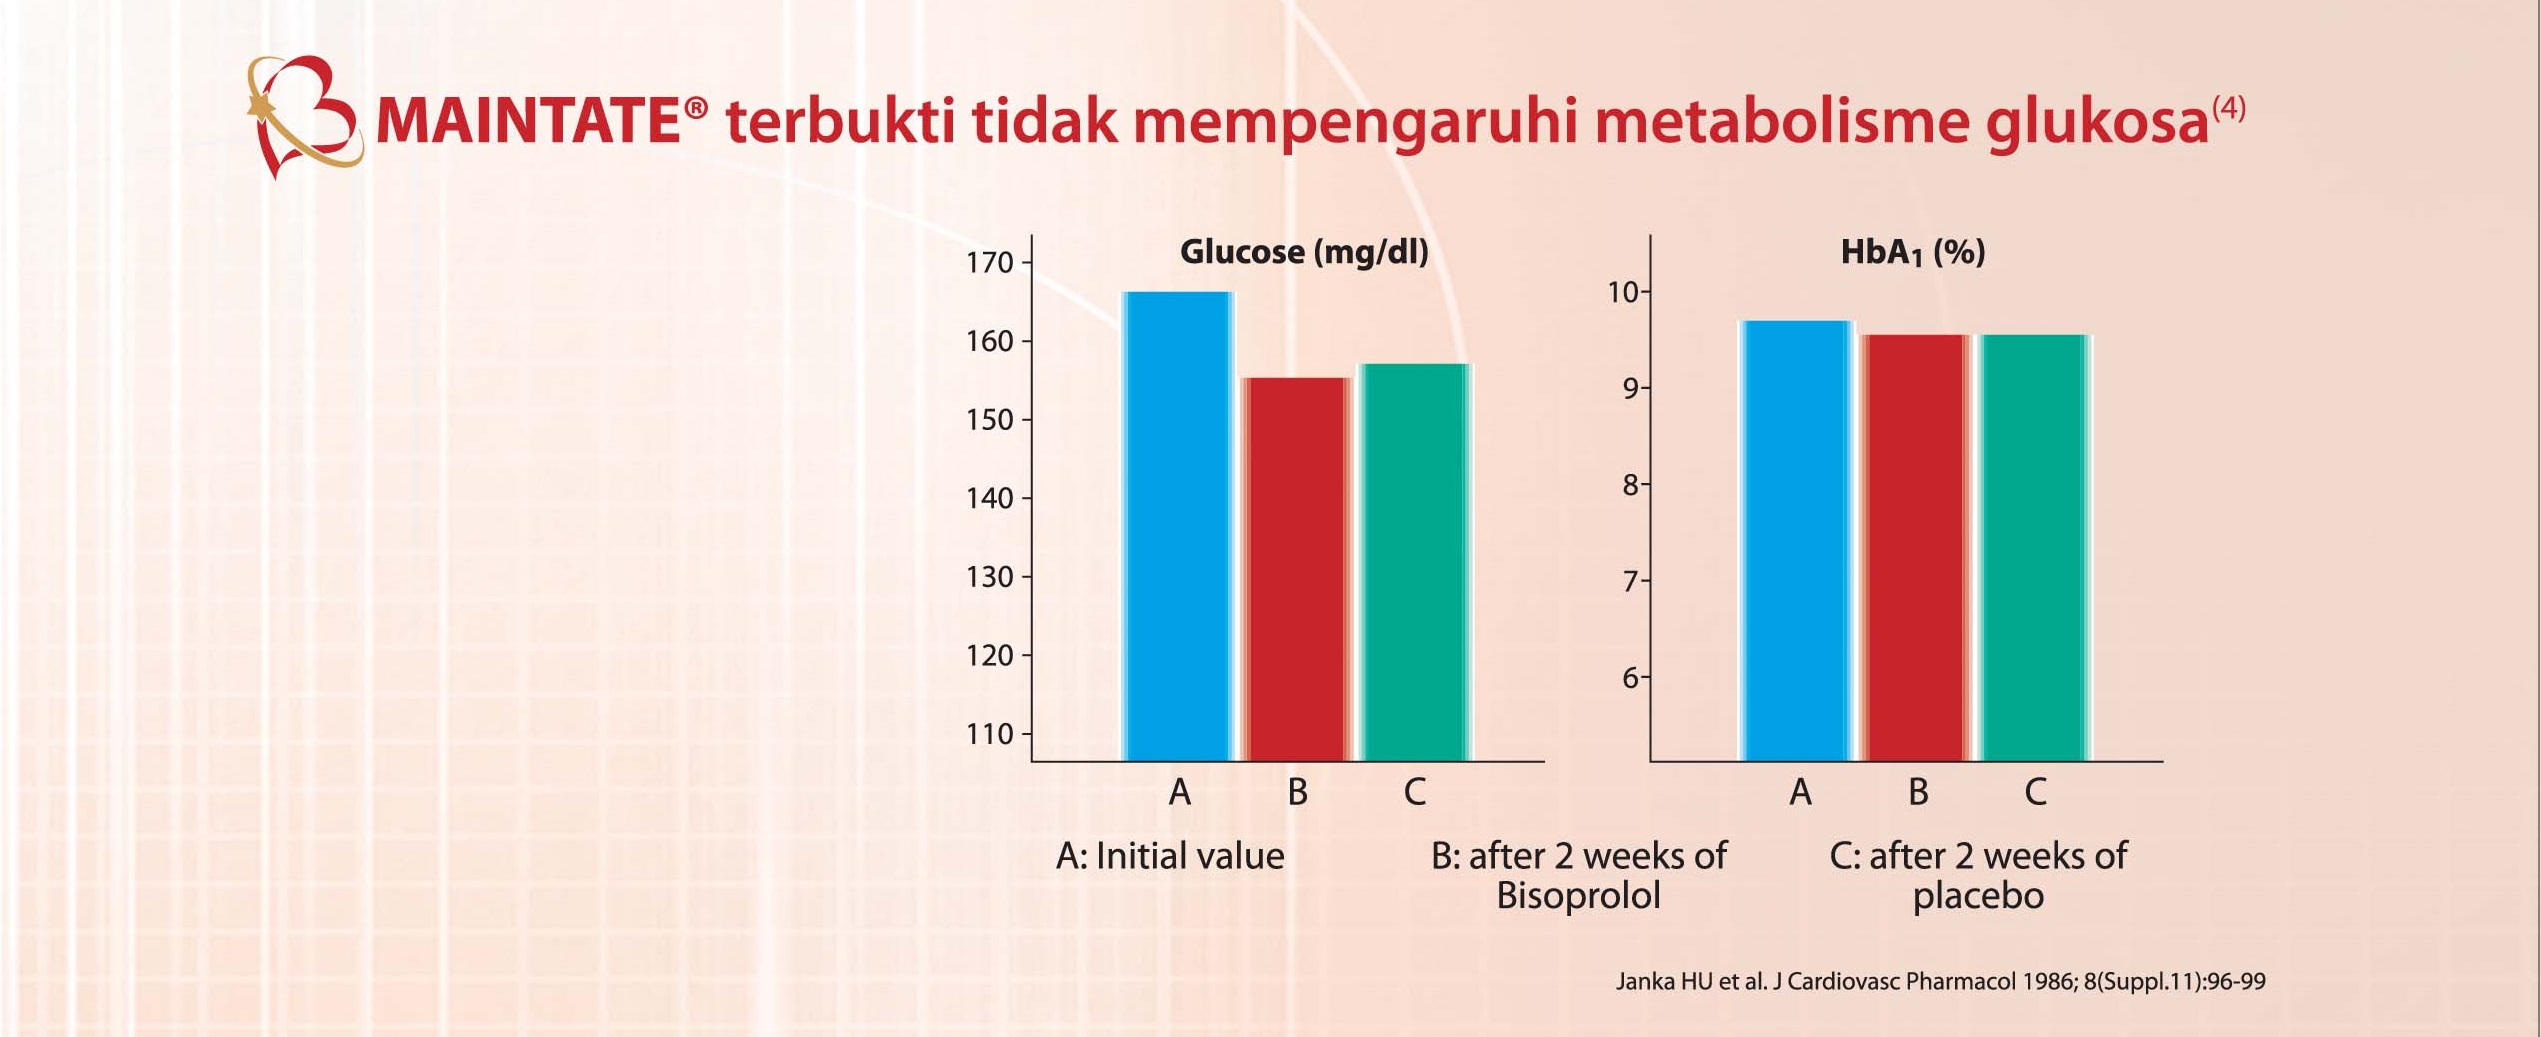 MAINTATE® terbukti tidak mempengaruhi metabolisme glukosa(4)
Glucose (mg/dl)
170
160
150
140
130
120
110
A B C
HbA1 (%)
10
9
8
7
6
A B C
A: Initial value
B: after 2 weeks of
Bisoprolol
C: after 2 weeks of
placebo
Janka HU et al. J Cardiovasc Pharmacol 1986; 8(Suppl.11):96-99